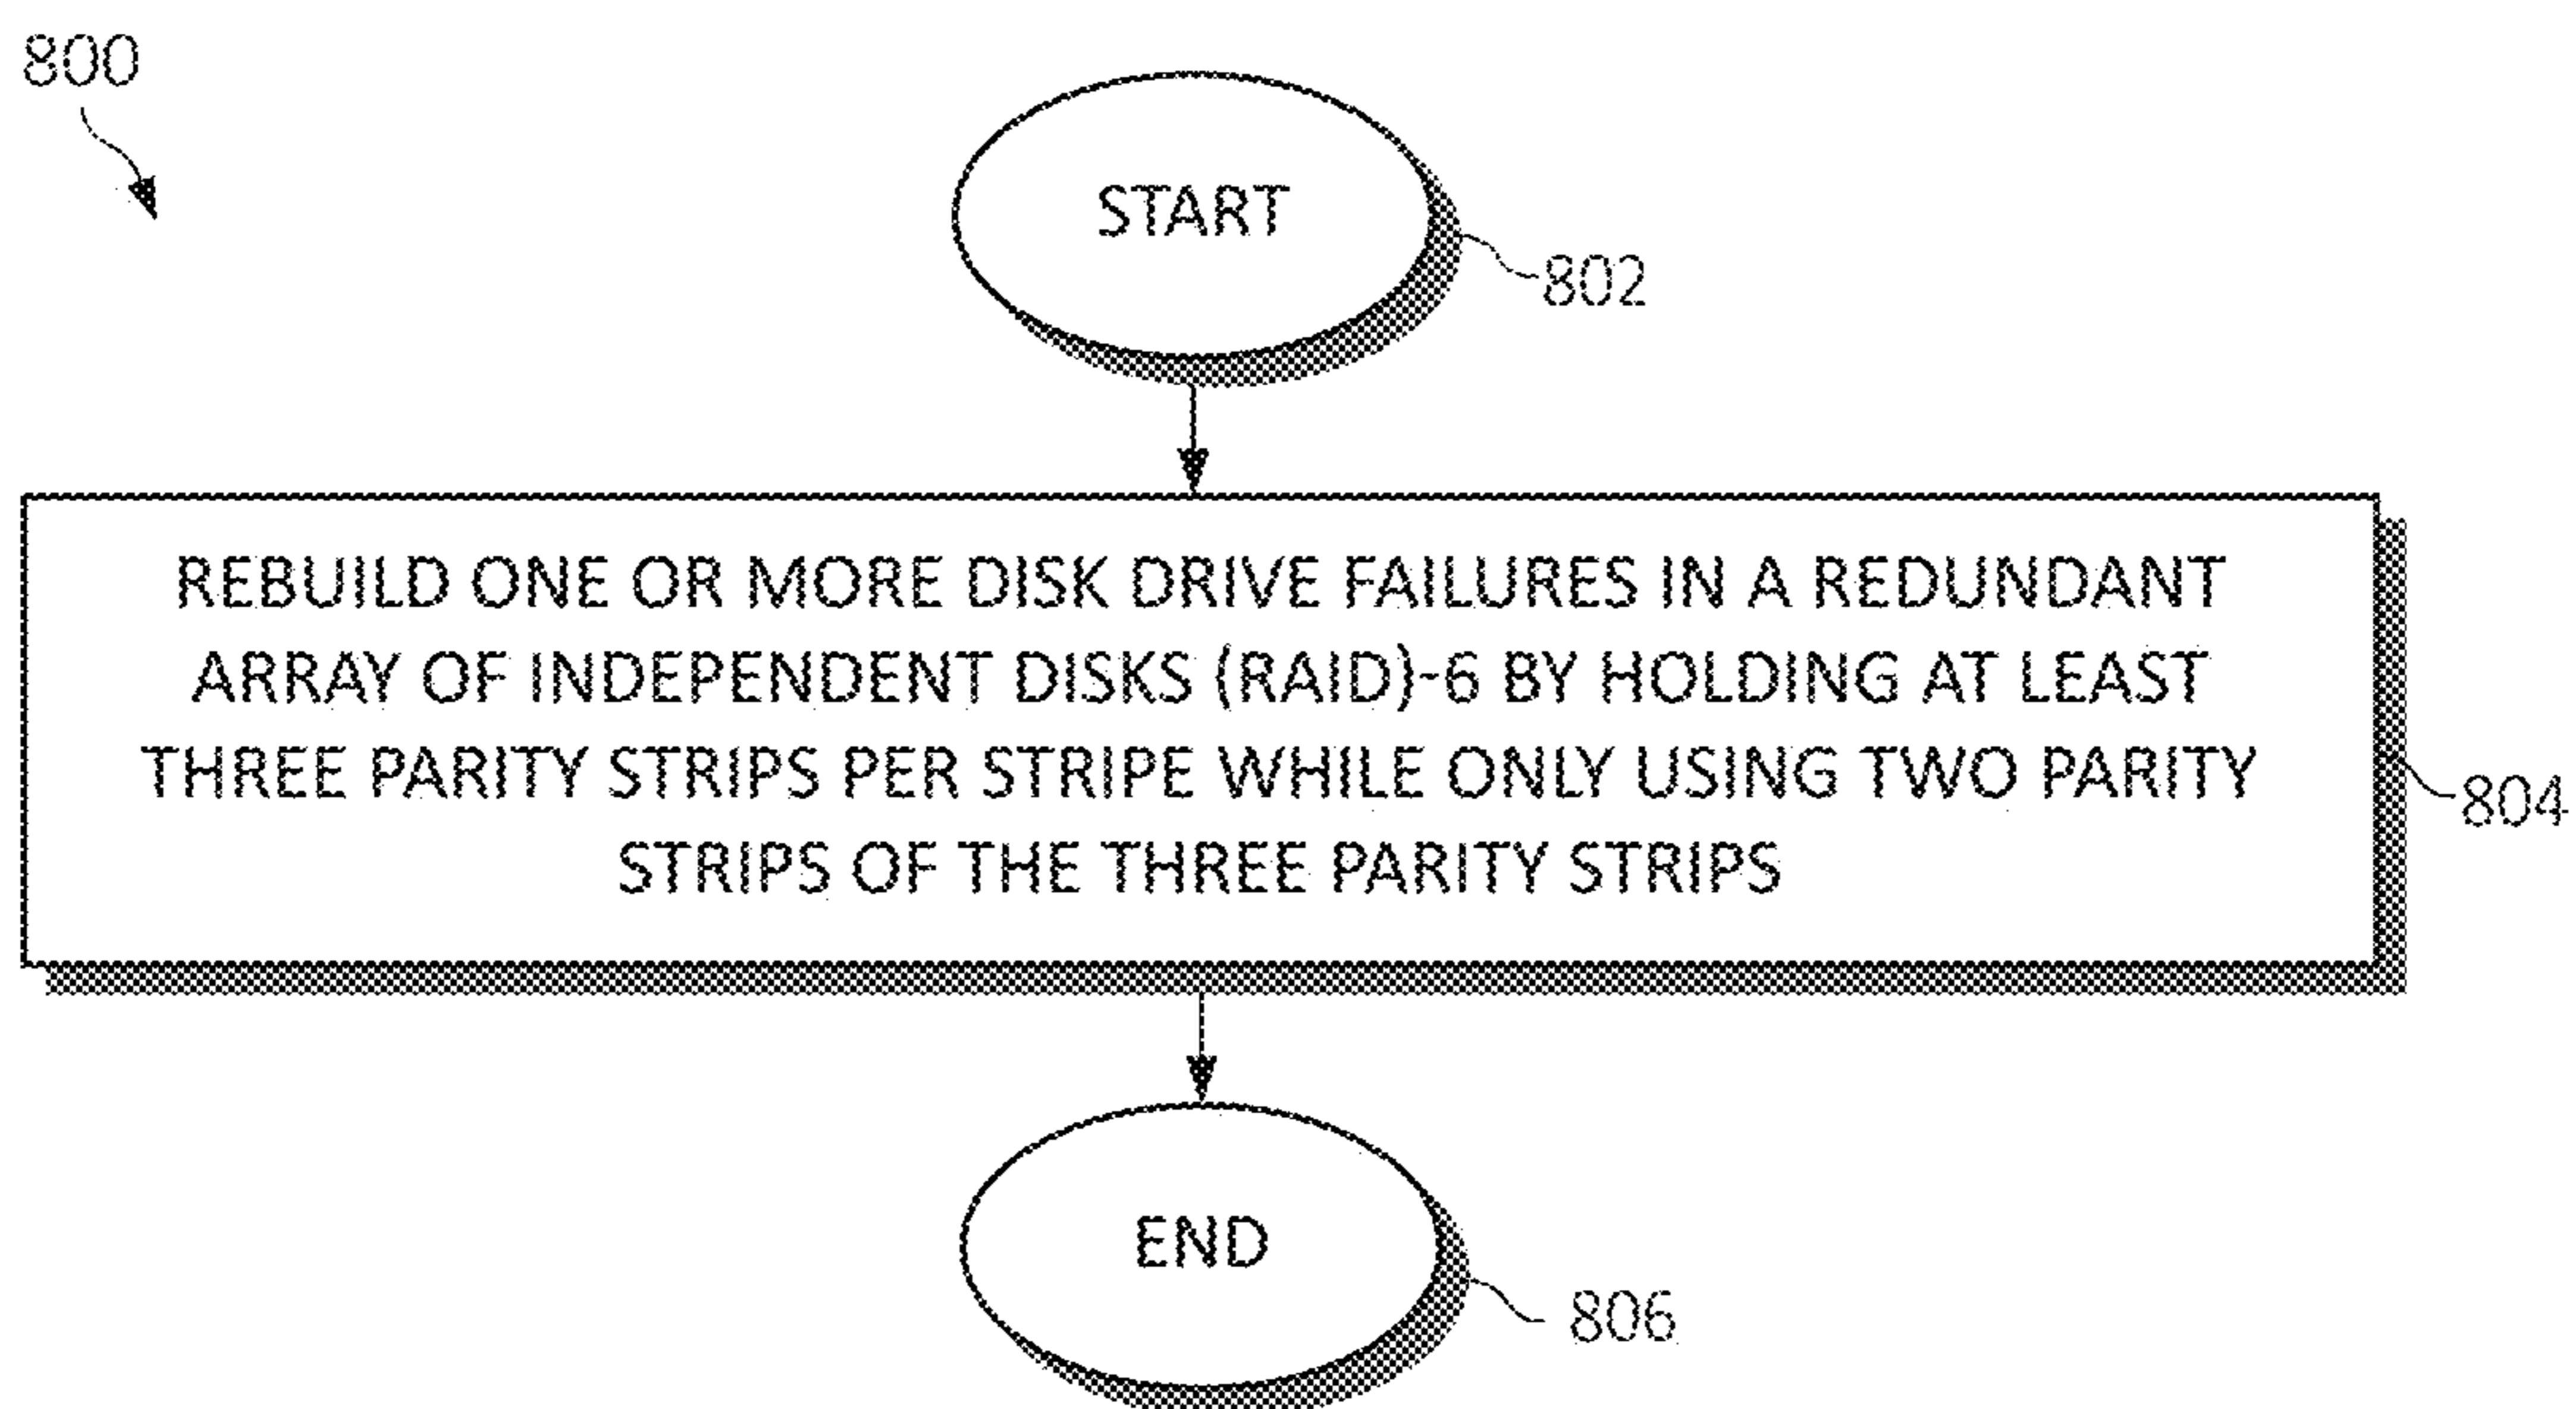 800
START
802
REBUILD ONE OR MORE DISK DRIVE FAILURES IN A REDUNDANT
ARRAY OF INDEPENDENT DISKS (RAID)-6 BY HOLDING AT LEAST
THREE PARITY STRIPS PER STRIPE WHILE ONLY USING TWO PARITY
STRIPS OF THE THREE PARITY STRIPS
804
END
806